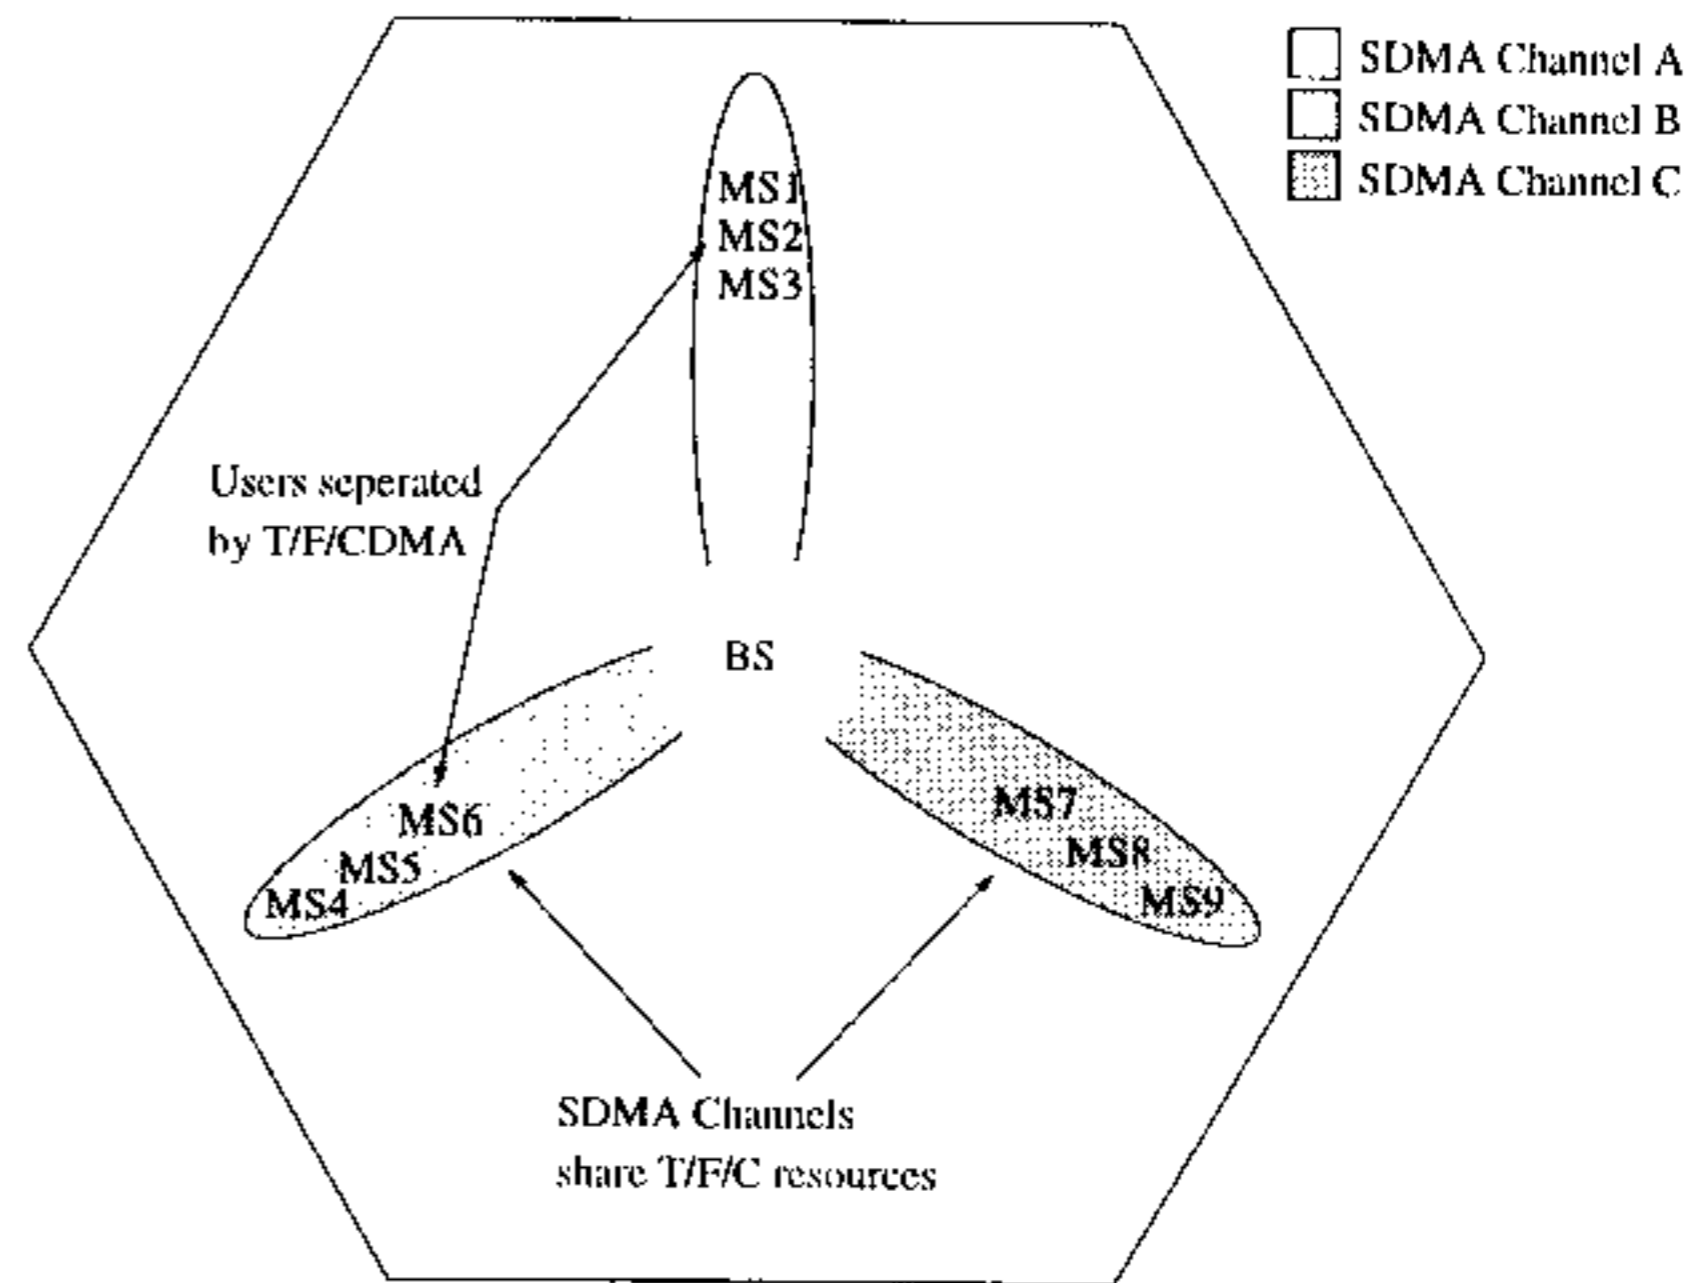 SDMA Channel A
SDMA Channel B
SDMA Channel C
MS1
MS2
MS3
Users seperated
by T/F/CDMA
BS
MS6
MS5
MS4
MS7
MS8
MS9
SDMA Channels
share T/F/C resources